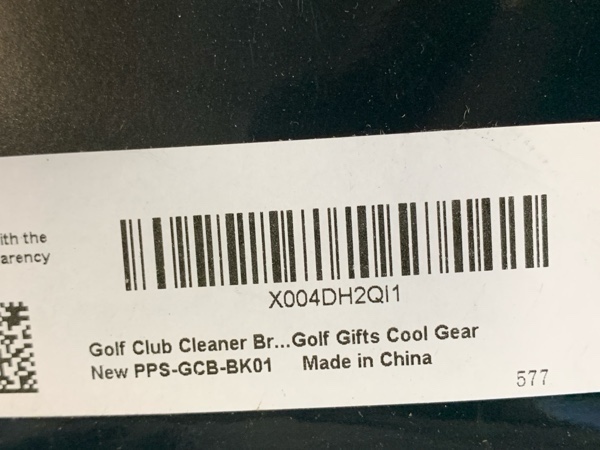 ith the
arency
X004DH2QI1
Golf Club Cleaner Br...Golf Gifts Cool Gear
New PPS-GCB-BK01 Made in China
577